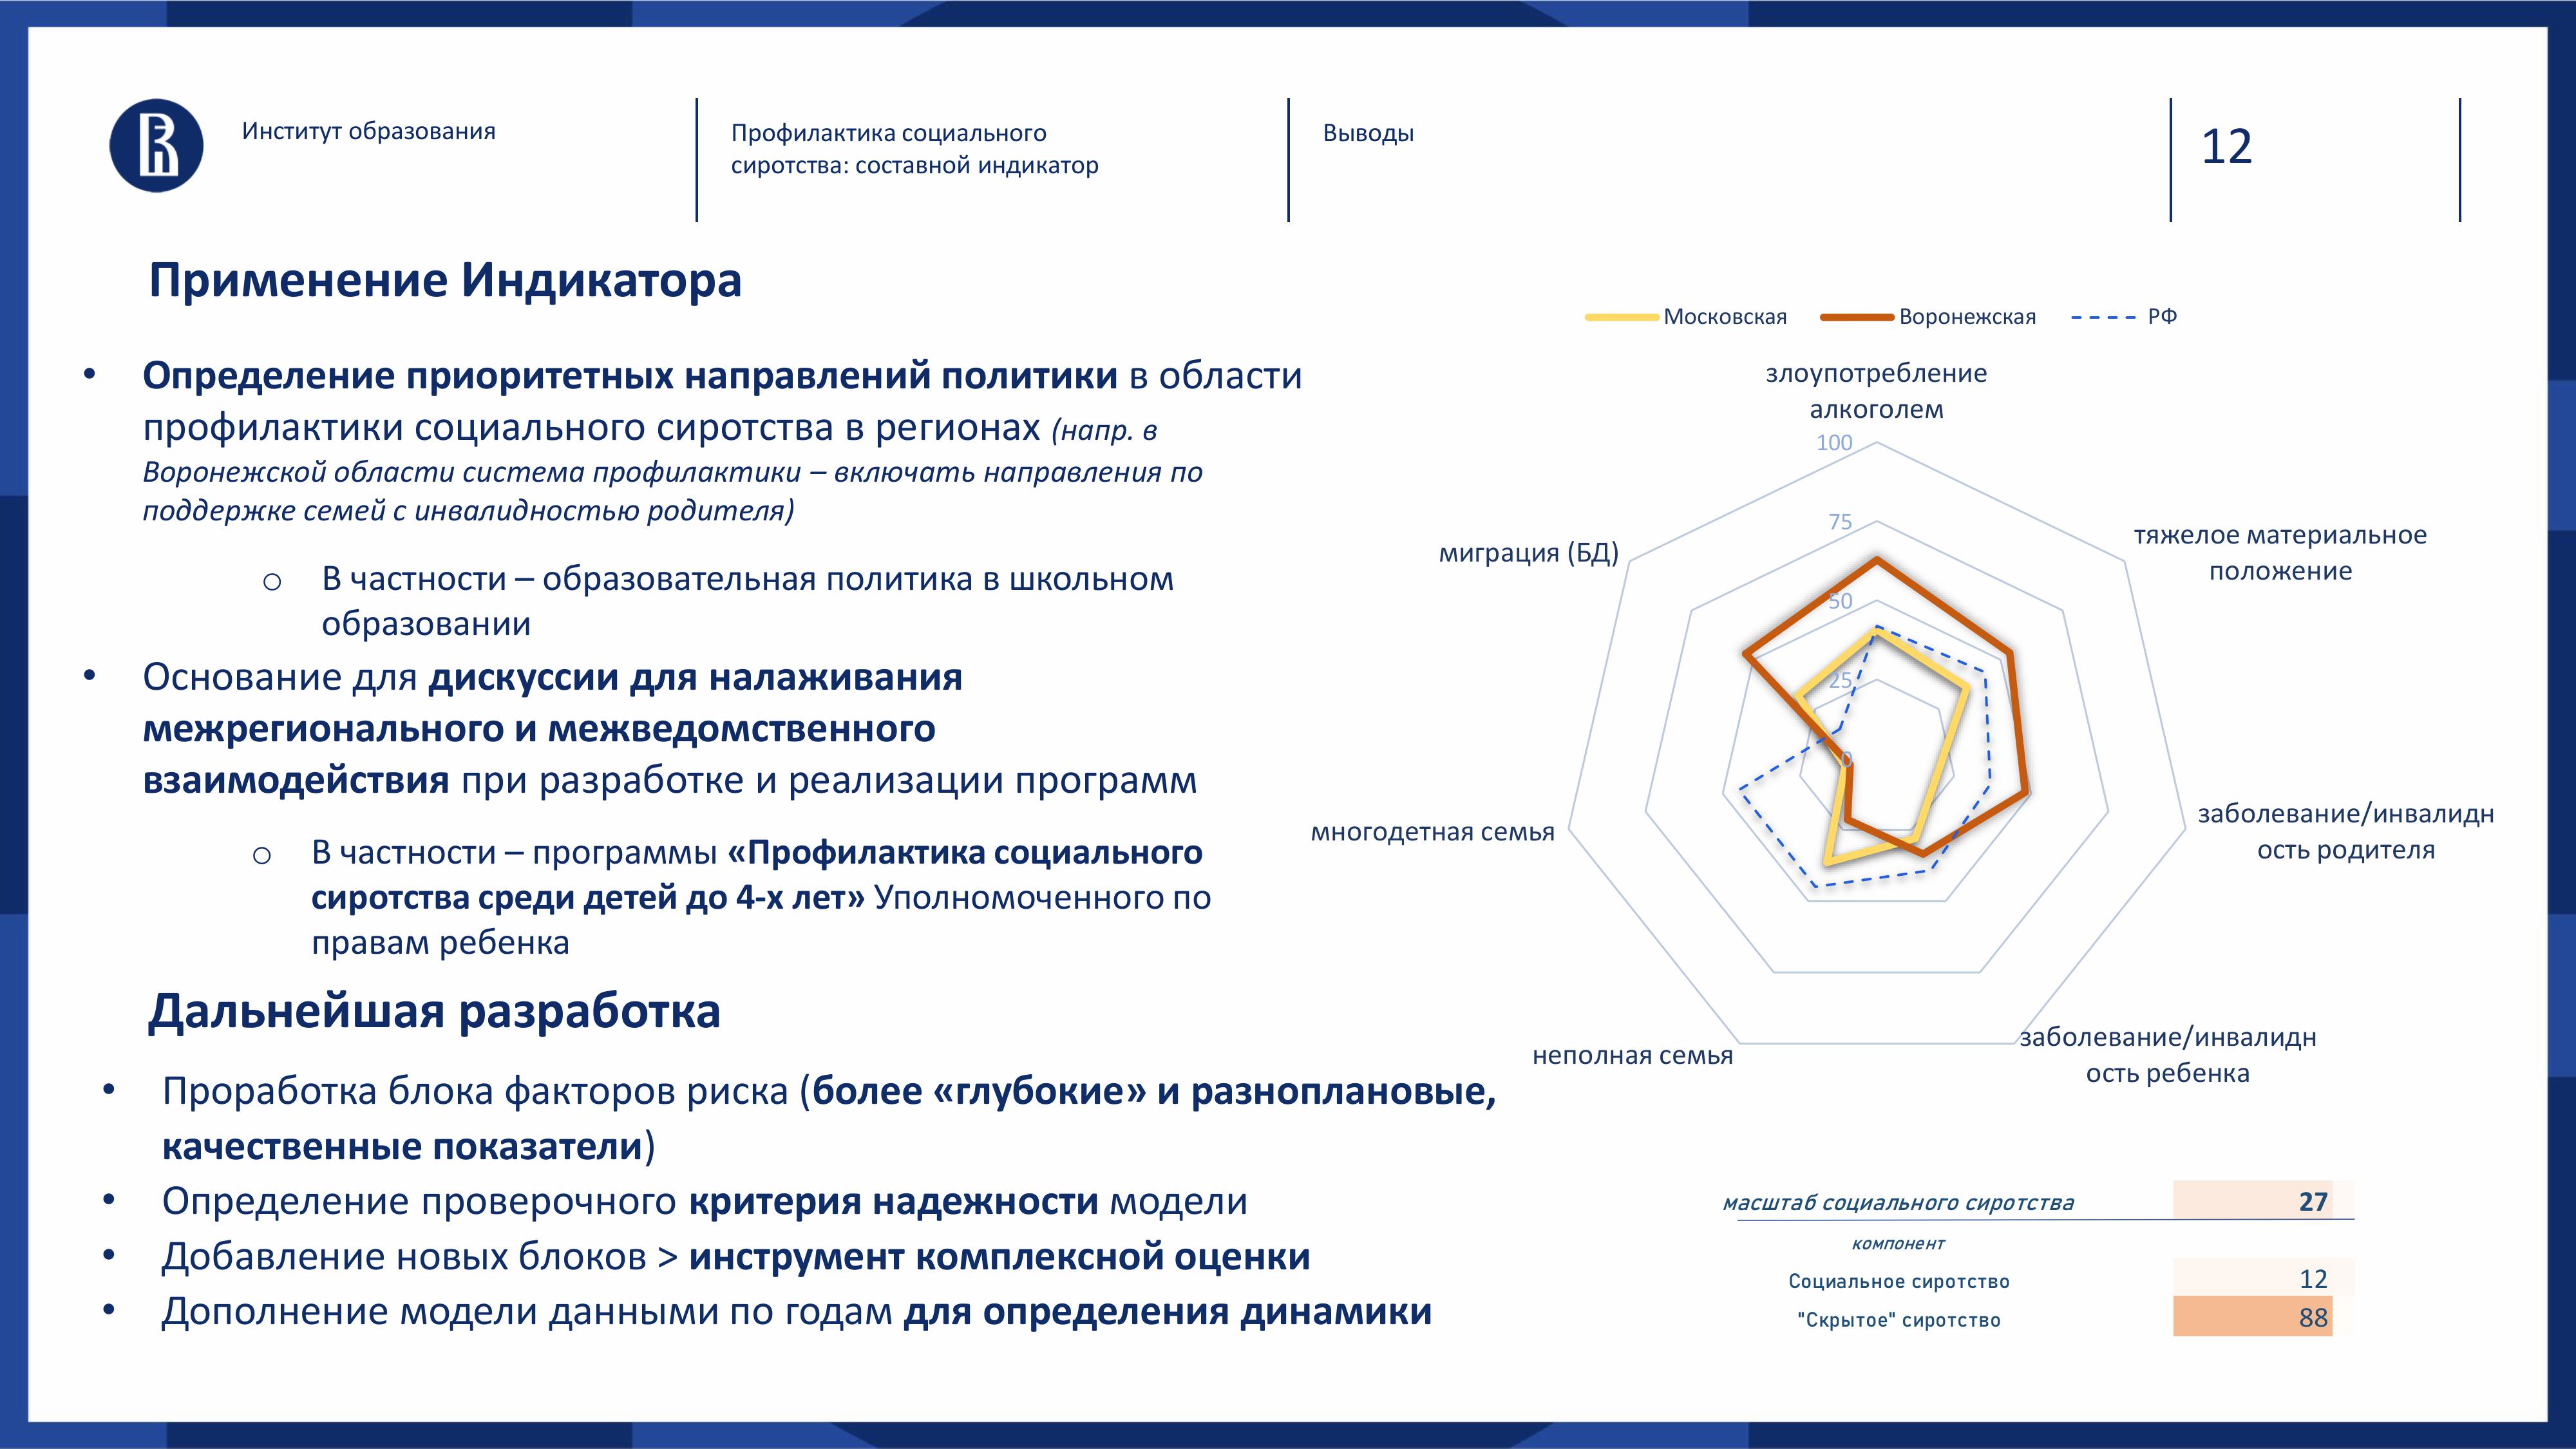 Институт образования
Профилактика социального
сиротства: составной индикатор
Выводы
12
Применение Индикатора
• Определение приоритетных направлений политики в области
профилактики социального сиротства в регионах (напр. в
Воронежской области система профилактики – включать направления по
поддержке семей с инвалидностью родителя)
o В частности – образовательная политика в школьном
образовании
• Основание для дискуссии для налаживания
межрегионального и межведомственного
взаимодействия при разработке и реализации программ
o В частности – программы «Профилактика социального
сиротства среди детей до 4-х лет» Уполномоченного по
правам ребенка
Дальнейшая разработка
• Проработка блока факторов риска (более «глубокие» и разноплановые,
качественные показатели)
• Определение проверочного критерия надежности модели
• Добавление новых блоков > инструмент комплексной оценки
• Дополнение модели данными по годам для определения динамики
Московская Воронежская РФ
злоупотребление
алкоголем
100
75
50
25
0
тяжелое материальное
положение
заболевание/инвалидн
ость родителя
заболевание/инвалидн
ость ребенка
неполная семья
многодетная семья
миграция (БД)
масштаб социального сиротства 27
компонент
Социальное сиротство 12
"Скрытое" сиротство 88